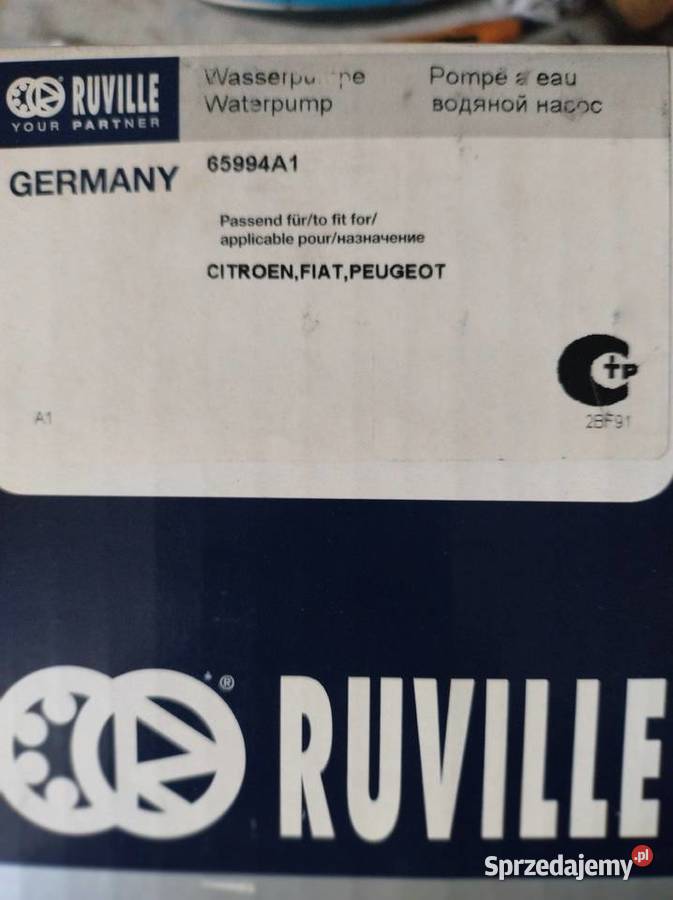 RUVILLE
YOUR PARTNER
Waterpump
Pompe a eau
водяной насос
GERMANY
65994A1
Passend für/to fit for/
applicable pour/назначение
CITROEN,FIAT,PEUGEOT
A1
2BF91
RUVILLE
Sprzedajemy.pl